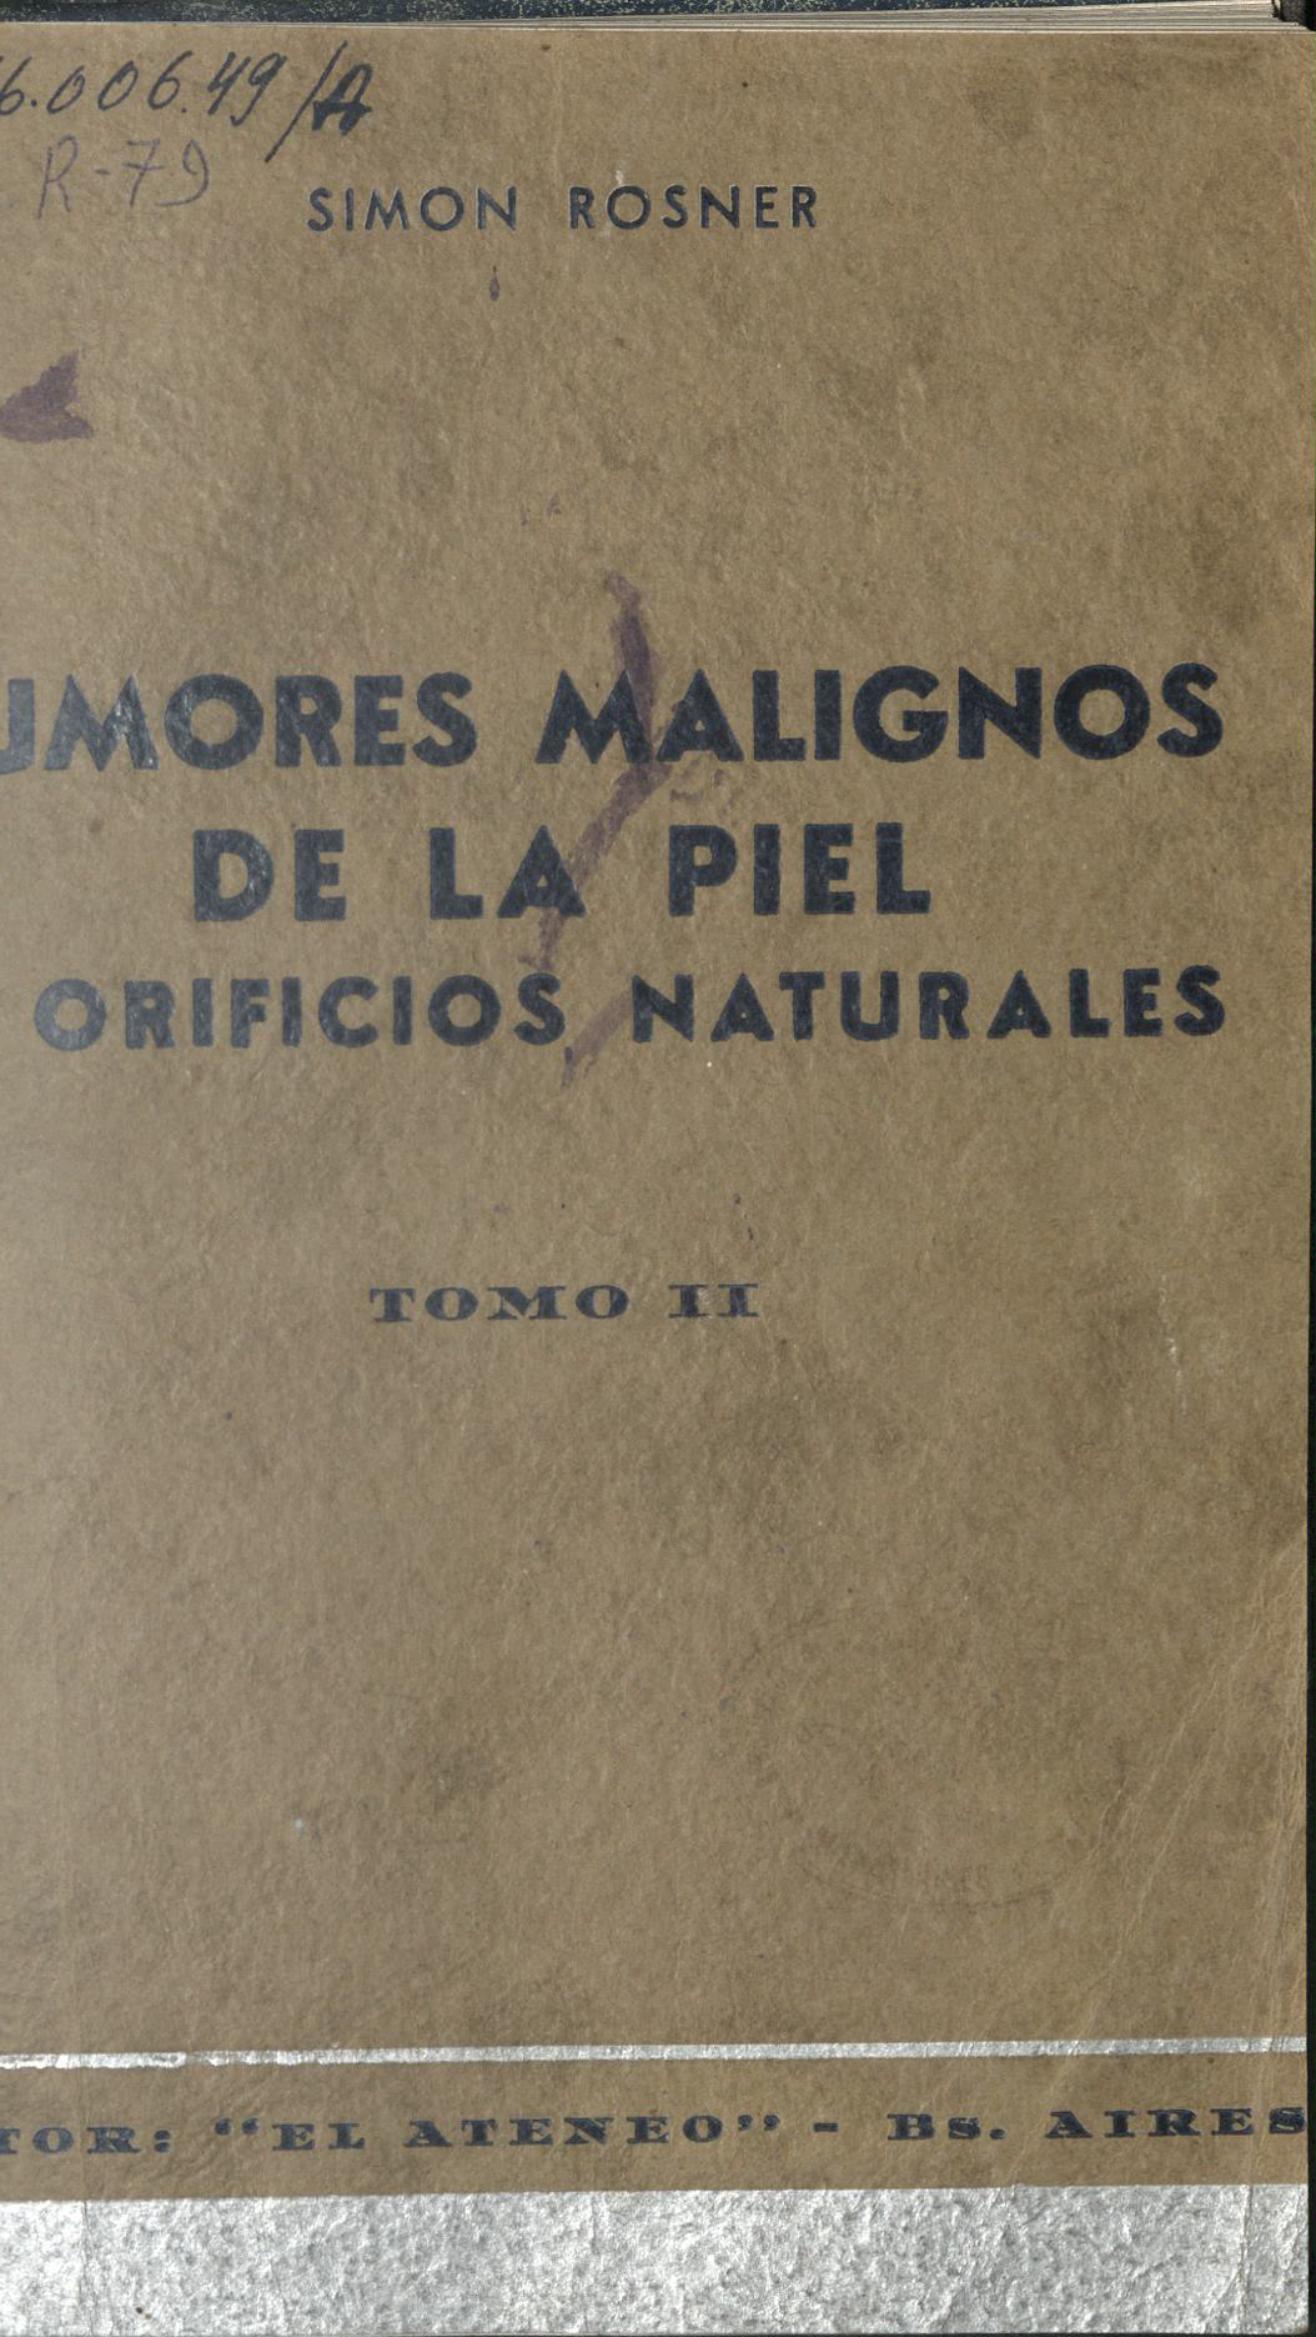 6.006.49/A
R-79
SIMON ROSNER
UMORES MALIGNOS
DE LA PIEL
ORIFICIOS NATURALES
TOMO II
TOR: “EL ATENEO” - Bs. AIRES